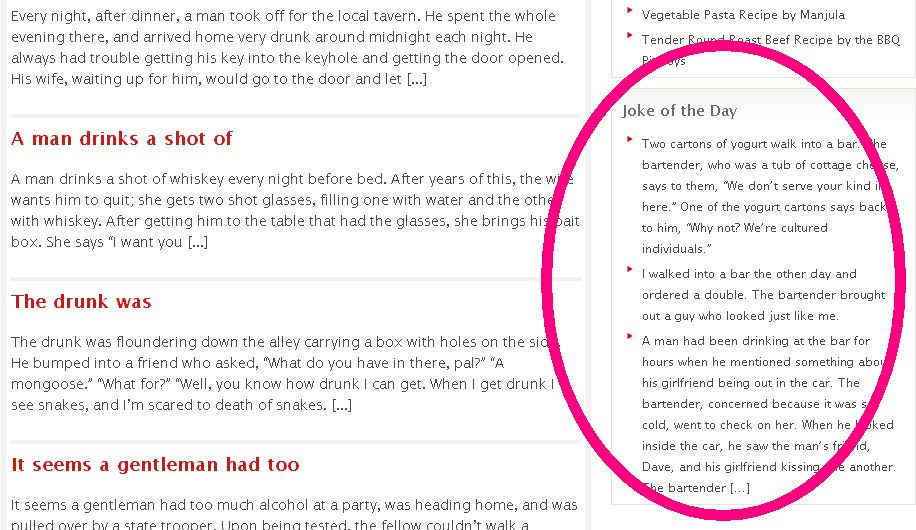 Every night, after dinner, a man took off for the local tavern. He spent the whole
evening there, and arrived home very drunk around midnight each night. He
always had trouble getting his key into the keyhole and getting the door opened.
His wife, waiting up for him, would go to the door and let [...]
A man drinks a shot of
A man drinks a shot of whiskey every night before bed. After years of this, the wife
wants him to quit; she gets two shot glasses, filling one with water and the other
with whiskey. After getting him to the table that had the glasses, she brings his bait
box. She says “I want you [...]
The drunk was
The drunk was floundering down the alley carrying a box with holes on the side.
He bumped into a friend who asked, “What do you have in there, pal?” “A
mongoose.” “What for?” “Well, you know how drunk I can get. When I get drunk I
see snakes, and I’m scared to death of snakes. [...]
It seems a gentleman had too
It seems a gentleman had too much alcohol at a party, was heading home, and was
pulled over by a state trooper. Upon being tested, the fellow couldn’t walk a
Vegetable Pasta Recipe by Manjula
Tender Round Roast Beef Recipe by the BBQ
Pit Boys
Joke of the Day
Two cartons of yogurt walk into a bar. The
bartender, who was a tub of cottage cheese,
says to them, “We don’t serve your kind in
here.” One of the yogurt cartons says back
to him, “Why not? We’re cultured
individuals.”
I walked into a bar the other day and
ordered a double. The bartender brought
out a guy who looked just like me.
A man had been drinking at the bar for
hours when he mentioned something about
his girlfriend being out in the car. The
bartender, concerned because it was so
cold, went to check on her. When he looked
inside the car, he saw the man’s friend,
Dave, and his girlfriend kissing one another.
The bartender [...]